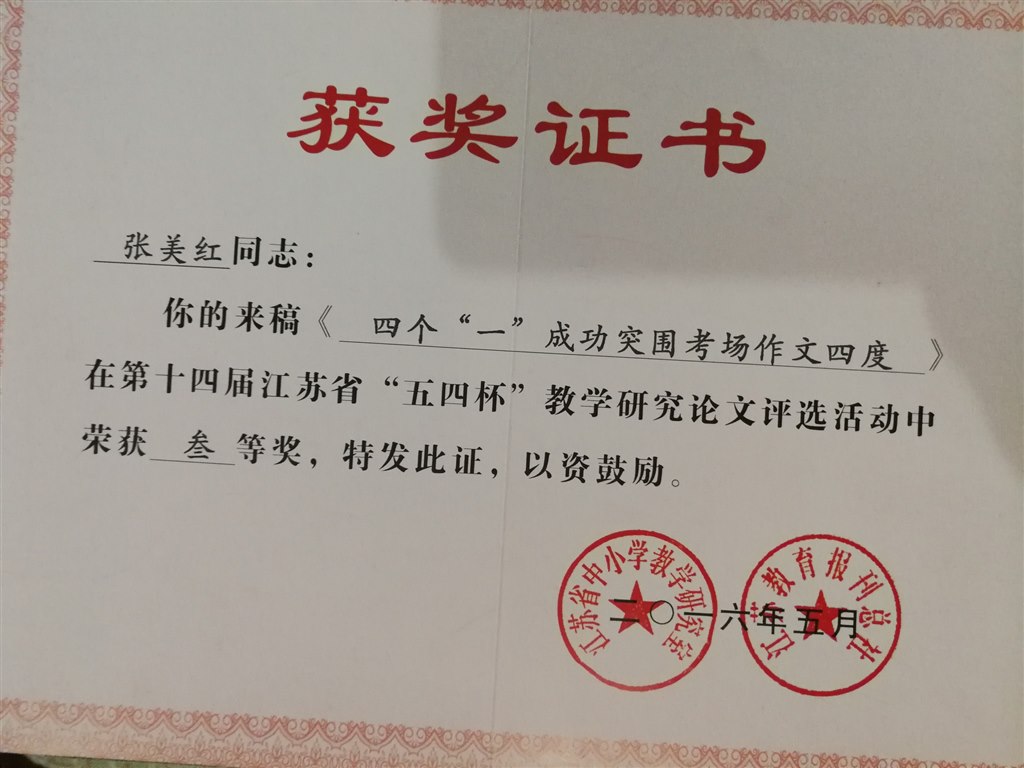 获奖证书
张美红同志：
你的来稿《四个“一”成功突围考场作文四度》
在第十四届江苏省“五四杯”教学研究论文评选活动中
荣获叁等奖，特发此证，以资鼓励。
江苏省中小学教学研究室
江苏教育报刊总社
二〇一六年五月